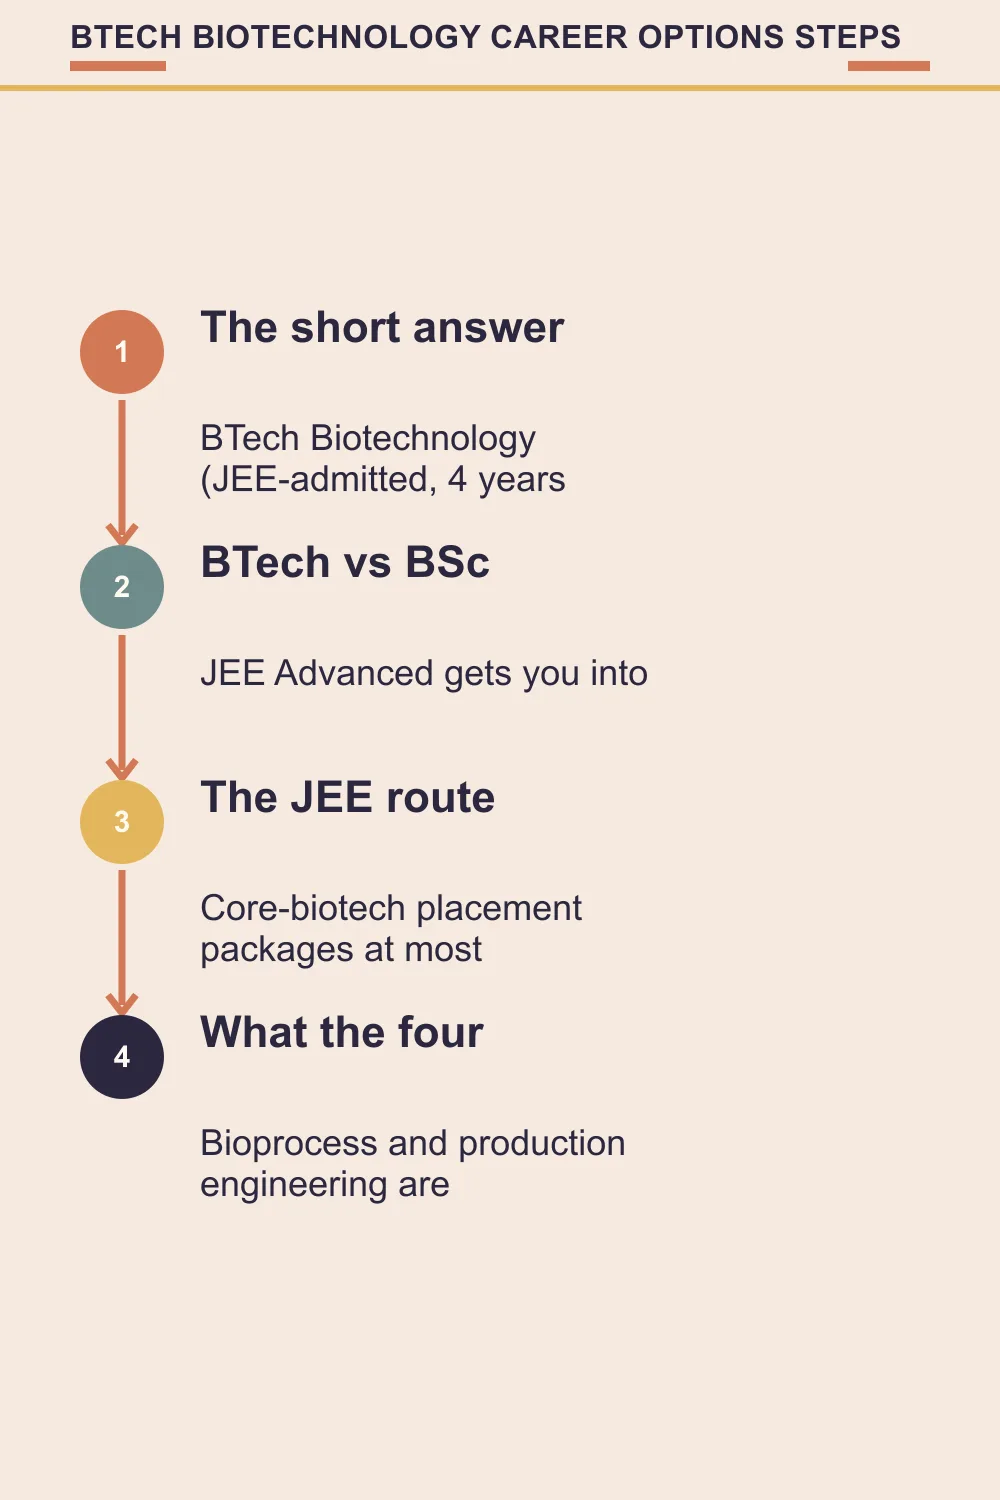 BTECH BIOTECHNOLOGY CAREER OPTIONS STEPS
1
The short answer
BTech Biotechnology
(JEE-admitted, 4 years
2
BTech vs BSc
JEE Advanced gets you into
3
The JEE route
Core-biotech placement
packages at most
4
What the four
Bioprocess and production
engineering are